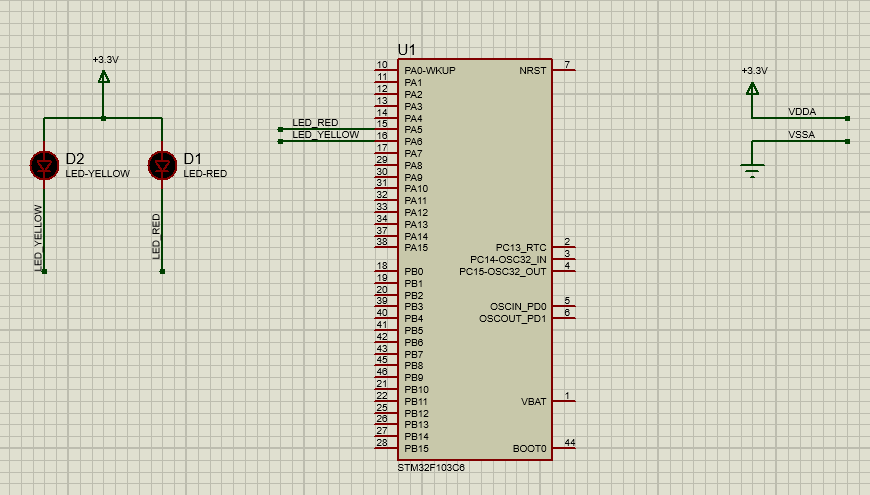 +3.3V
D2
LED-YELLOW
D1
LED-RED
LED_YELLOW
LED_RED
U1
LED_RED
LED_YELLOW
10 PA0-WKUP
11 PA1
12 PA2
13 PA3
14 PA4
15 PA5
16 PA6
17 PA7
29 PA8
30 PA9
31 PA10
32 PA11
33 PA12
34 PA13
37 PA14
38 PA15
18 PB0
19 PB1
20 PB2
39 PB3
40 PB4
41 PB5
42 PB6
43 PB7
45 PB8
46 PB9
21 PB10
22 PB11
25 PB12
26 PB13
27 PB14
28 PB15
NRST 7
PC13_RTC 2
PC14-OSC32_IN 3
PC15-OSC32_OUT 4
OSCIN_PD0 5
OSCOUT_PD1 6
VBAT 1
BOOT0 44
STM32F103C6
+3.3V
VDDA
VSSA